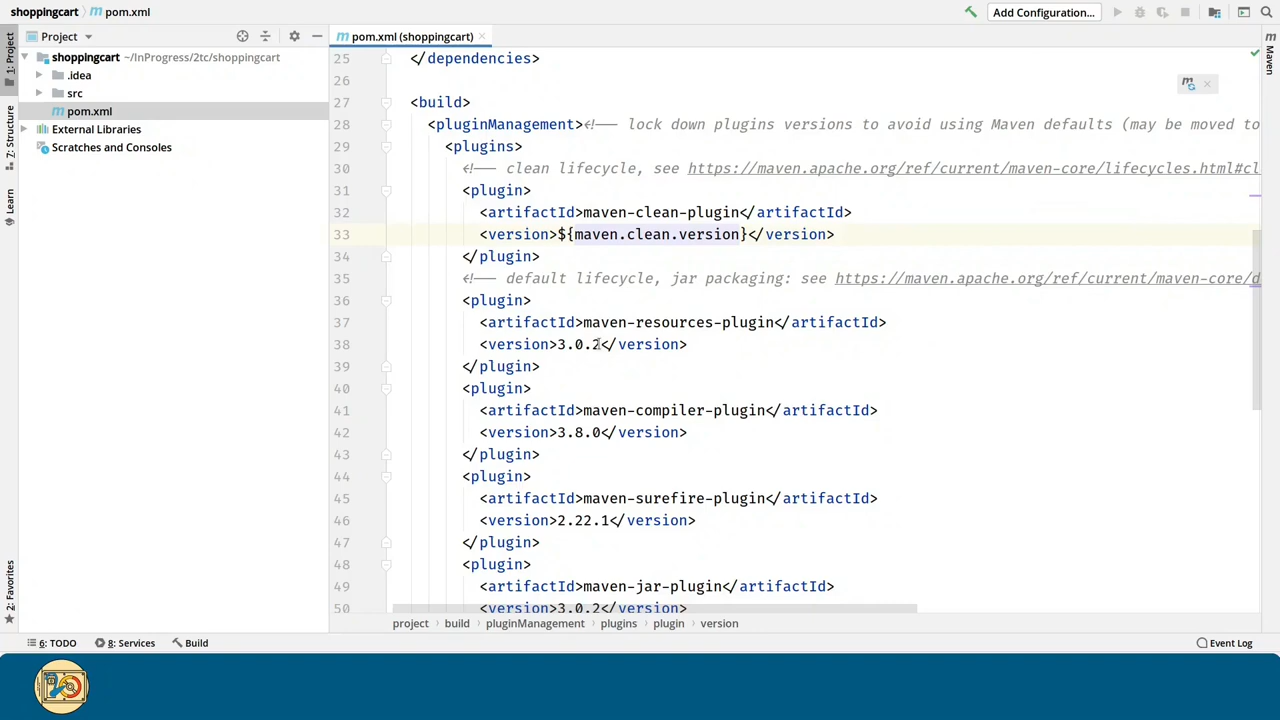 shoppingcart pom.xml
Add Configuration...
1: Project
7: Structure
Learn
2: Favorites
Project
shoppingcart ~/InProgress/2tc/shoppingcart
.idea
src
pom.xml
External Libraries
Scratches and Consoles
pom.xml (shoppingcart)
Maven
25 </dependencies>
26
27 <build>
28 <pluginManagement><!-- lock down plugins versions to avoid using Maven defaults (may be moved to
29 <plugins>
30 <!-- clean lifecycle, see https://maven.apache.org/ref/current/maven-core/lifecycles.html#cl
31 <plugin>
32 <artifactId>maven-clean-plugin</artifactId>
33 <version>${maven.clean.version}</version>
34 </plugin>
35 <!-- default lifecycle, jar packaging: see https://maven.apache.org/ref/current/maven-core/d
36 <plugin>
37 <artifactId>maven-resources-plugin</artifactId>
38 <version>3.0.2</version>
39 </plugin>
40 <plugin>
41 <artifactId>maven-compiler-plugin</artifactId>
42 <version>3.8.0</version>
43 </plugin>
44 <plugin>
45 <artifactId>maven-surefire-plugin</artifactId>
46 <version>2.22.1</version>
47 </plugin>
48 <plugin>
49 <artifactId>maven-jar-plugin</artifactId>
50 <version>3.0.2</version>
project build pluginManagement plugins plugin version
6: TODO 8: Services Build Event Log